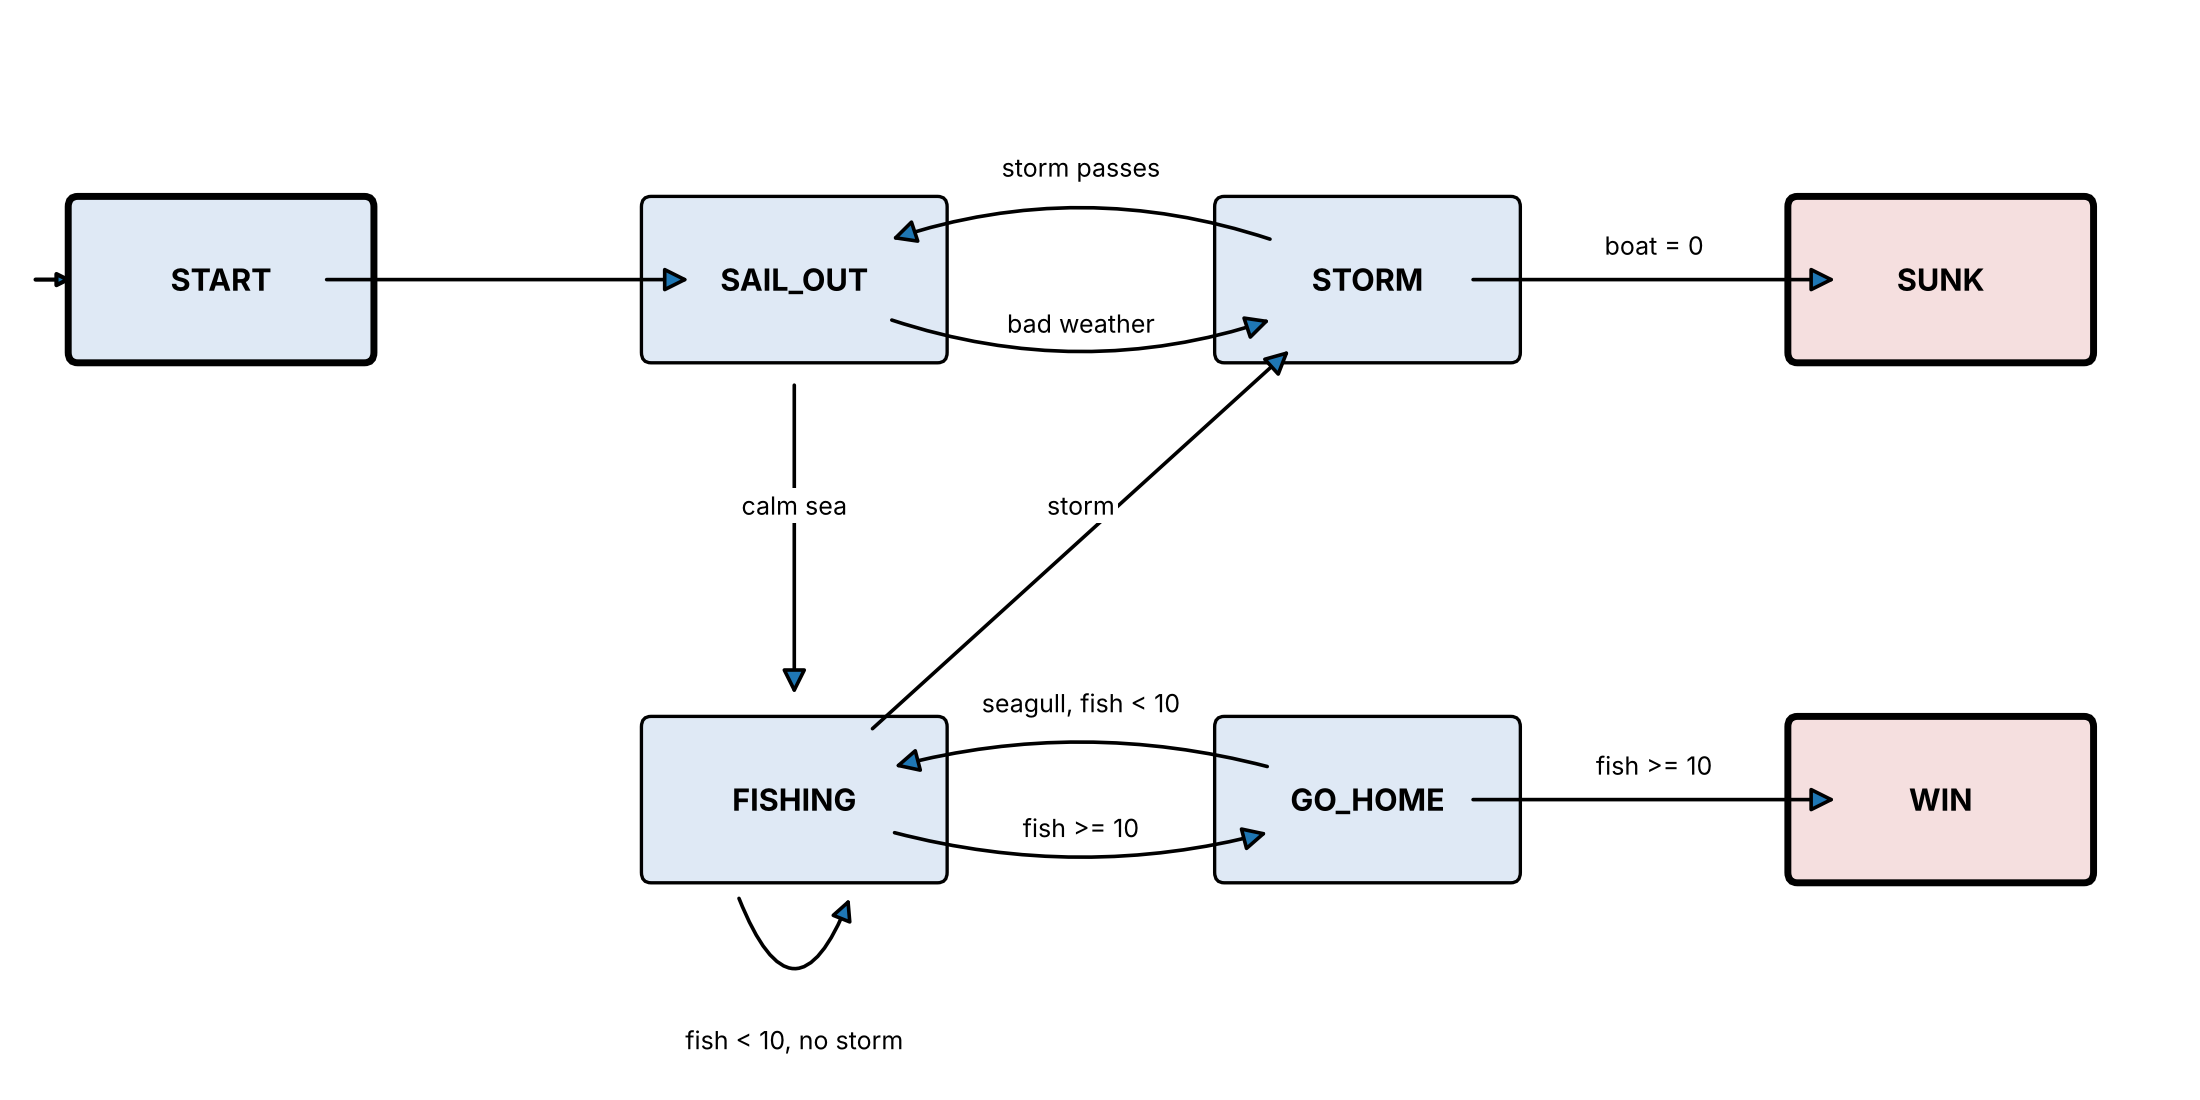 storm passes
START
SAIL_OUT
STORM
boat = 0
SUNK
bad weather
calm sea
storm
seagull, fish < 10
FISHING
GO_HOME
fish >= 10
WIN
fish >= 10
fish < 10, no storm